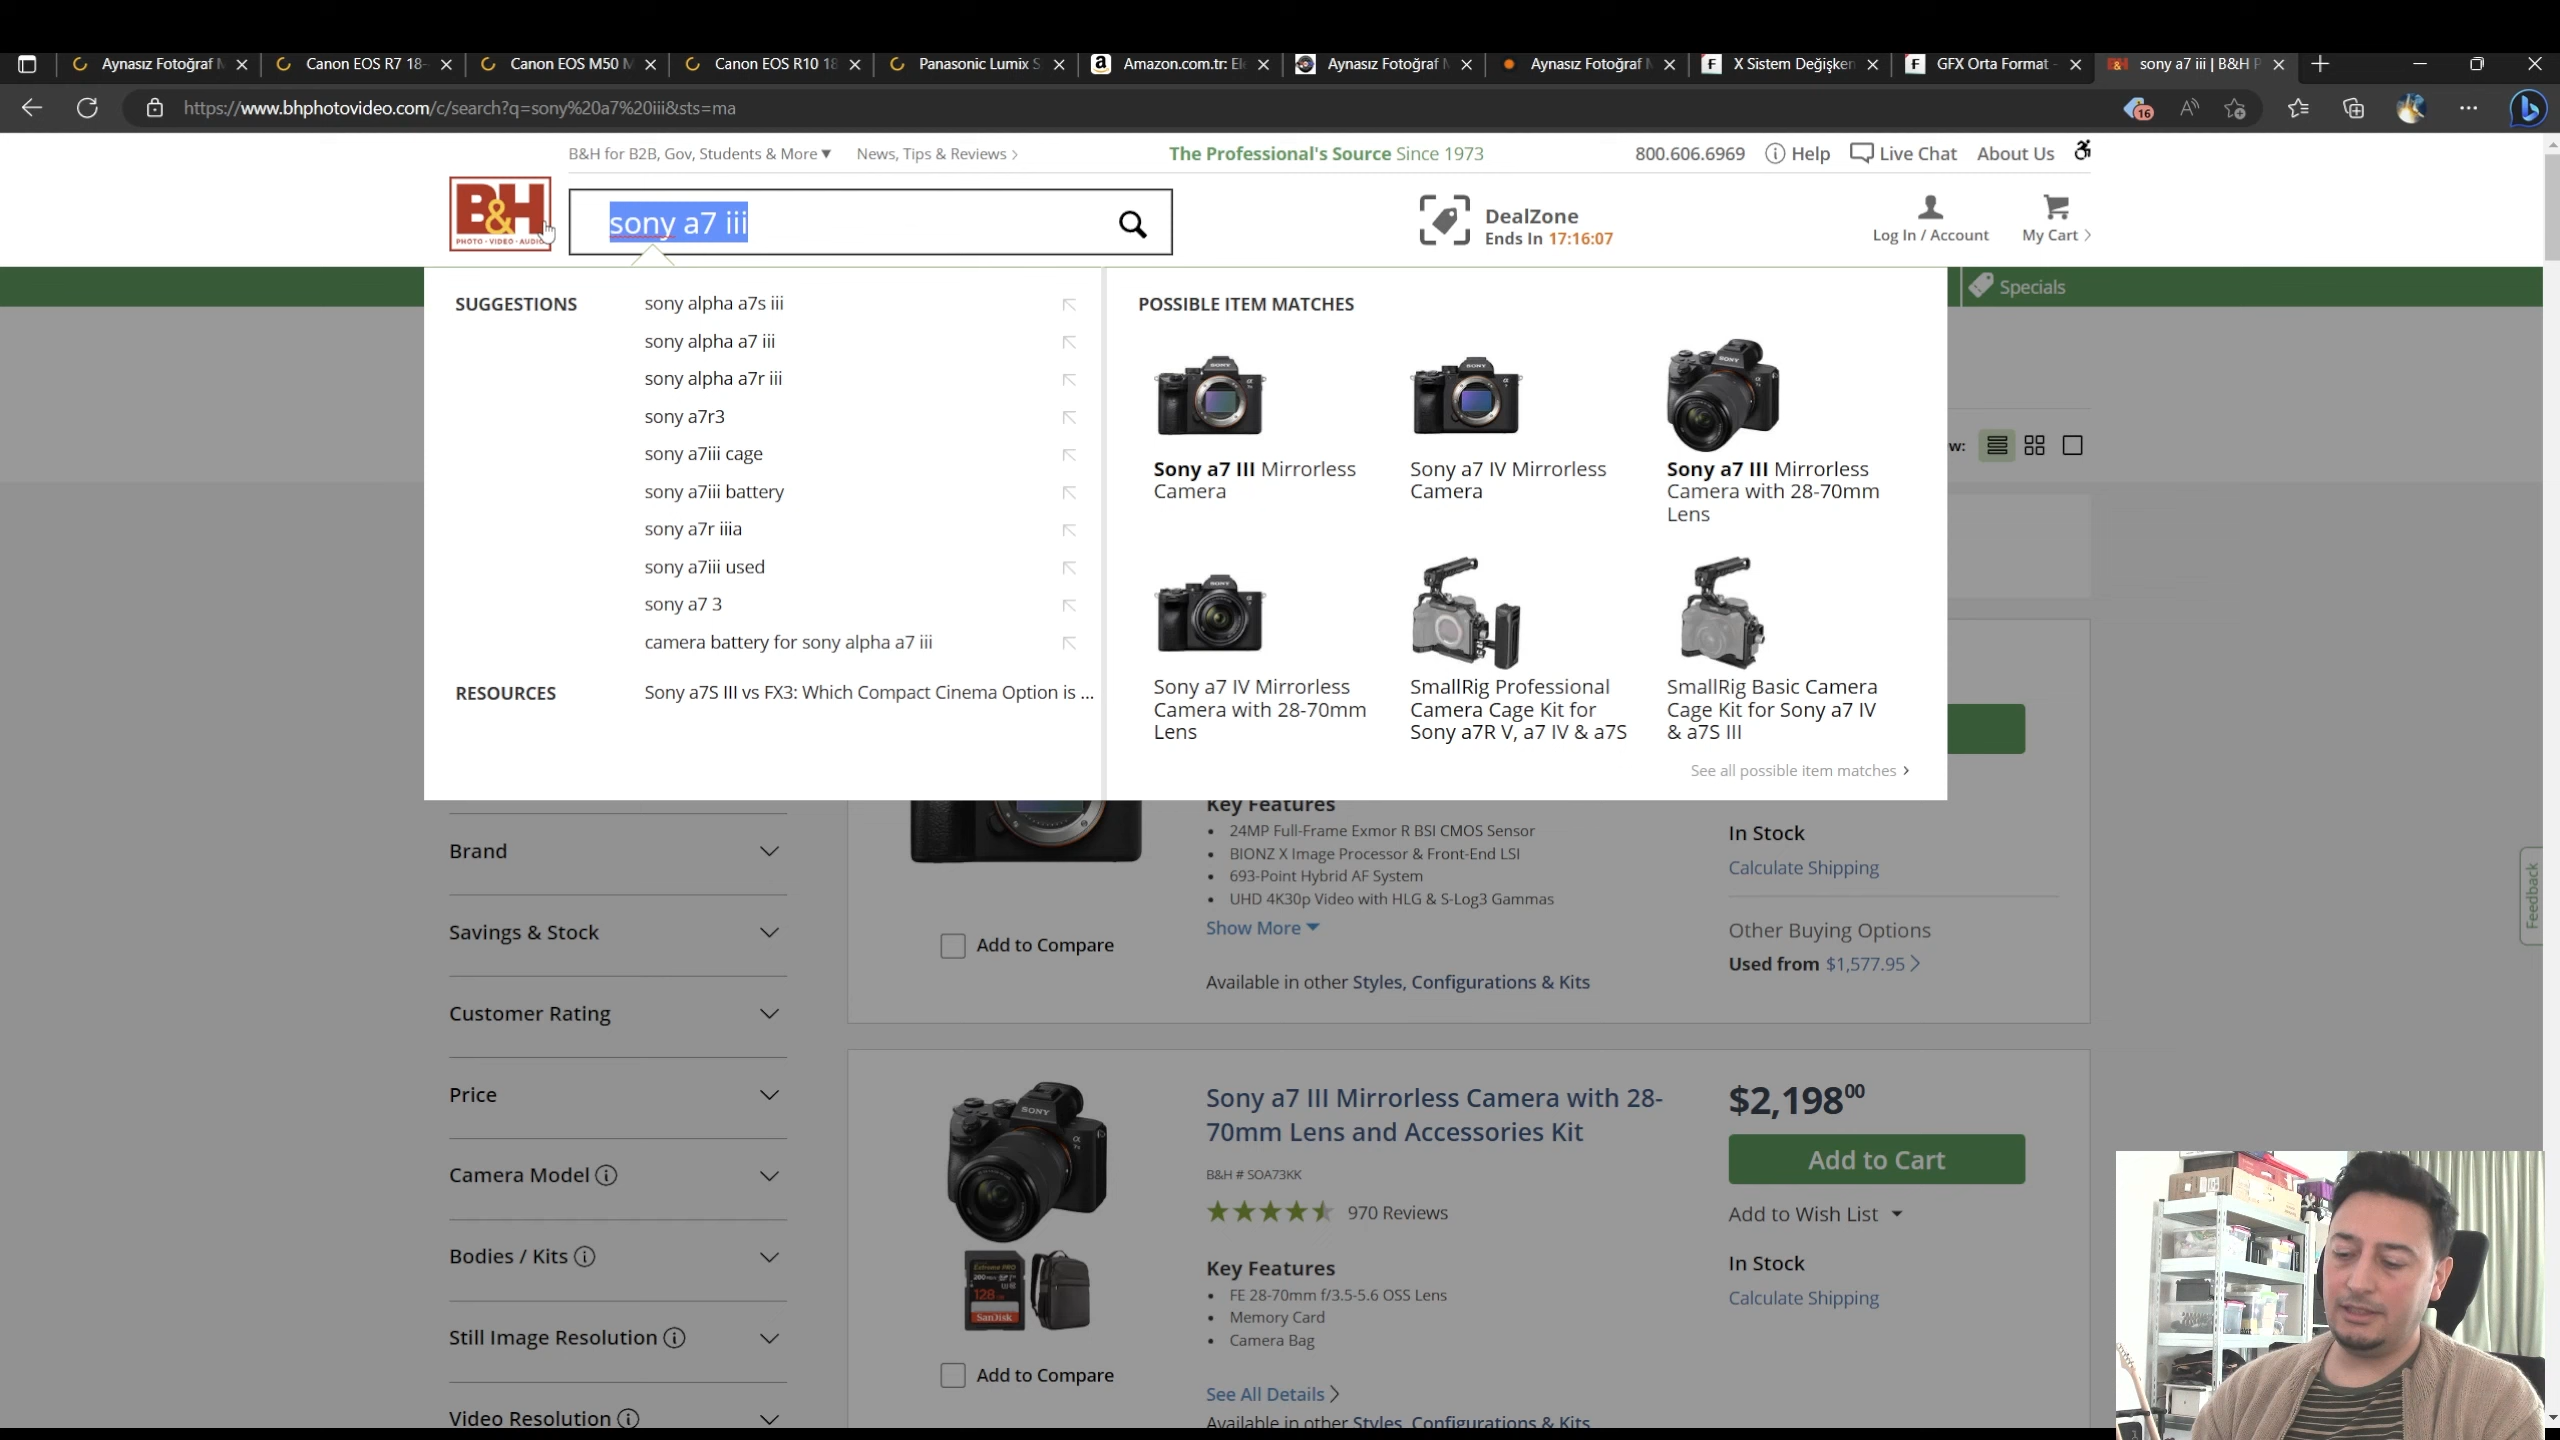 Aynasız Fotoğraf M
Canon EOS R7 18-
Canon EOS M50 M
Canon EOS R10 18
Panasonic Lumix S
Amazon.com.tr: Ele
Aynasız Fotoğraf M
Aynasız Fotoğraf M
X Sistem Değişken
GFX Orta Format -
sony a7 iii | B&H P
https://www.bhphotovideo.com/c/search?q=sony%20a7%20iii&sts=ma
16
B&H for B2B, Gov, Students & More
News, Tips & Reviews
The Professional's Source Since 1973
800.606.6969
Help
Live Chat
About Us
B&H
PHOTO · VIDEO · AUDIO
sony a7 iii
DealZone
Ends In 17:16:07
Log In / Account
My Cart
Specials
SUGGESTIONS
sony alpha a7s iii
sony alpha a7 iii
sony alpha a7r iii
sony a7r3
sony a7iii cage
sony a7iii battery
sony a7r iiia
sony a7iii used
sony a7 3
camera battery for sony alpha a7 iii
RESOURCES
Sony a7S III vs FX3: Which Compact Cinema Option is ...
POSSIBLE ITEM MATCHES
Sony a7 III Mirrorless
Camera
Sony a7 IV Mirrorless
Camera
Sony a7 III Mirrorless
Camera with 28-70mm
Lens
Sony a7 IV Mirrorless
Camera with 28-70mm
Lens
SmallRig Professional
Camera Cage Kit for
Sony a7R V, a7 IV & a7S
SmallRig Basic Camera
Cage Kit for Sony a7 IV
& a7S III
See all possible item matches
w:
Brand
Savings & Stock
Customer Rating
Price
Camera Model
Bodies / Kits
Still Image Resolution
Video Resolution
Key Features
24MP Full-Frame Exmor R BSI CMOS Sensor
BIONZ X Image Processor & Front-End LSI
693-Point Hybrid AF System
UHD 4K30p Video with HLG & S-Log3 Gammas
Show More
Add to Compare
Available in other Styles, Configurations & Kits
In Stock
Calculate Shipping
Other Buying Options
Used from $1,577.95
Feedback
Sony a7 III Mirrorless Camera with 28-
70mm Lens and Accessories Kit
B&H # SOA73KK
970 Reviews
Key Features
FE 28-70mm f/3.5-5.6 OSS Lens
Memory Card
Camera Bag
See All Details
Available in other Styles, Configurations & Kits
SONY
Extreme PRO
128
SanDisk
Add to Compare
$2,198.00
Add to Cart
Add to Wish List
In Stock
Calculate Shipping